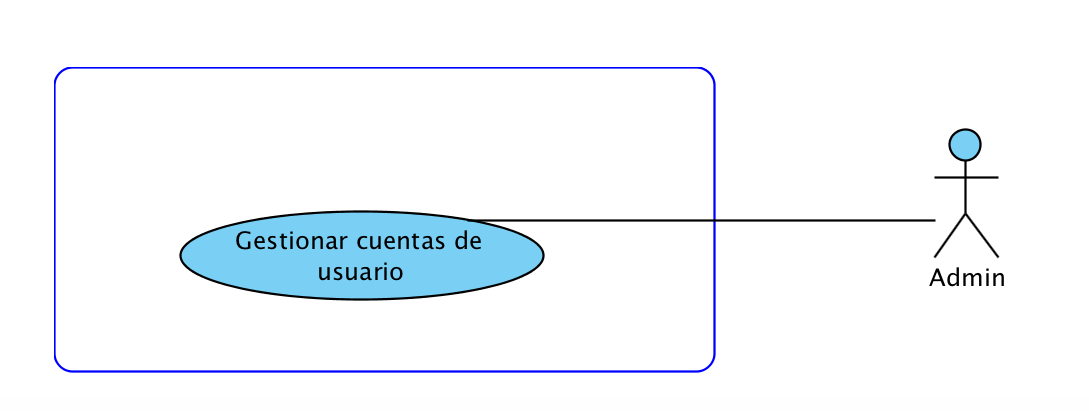 Gestionar cuentas de
usuario
Admin